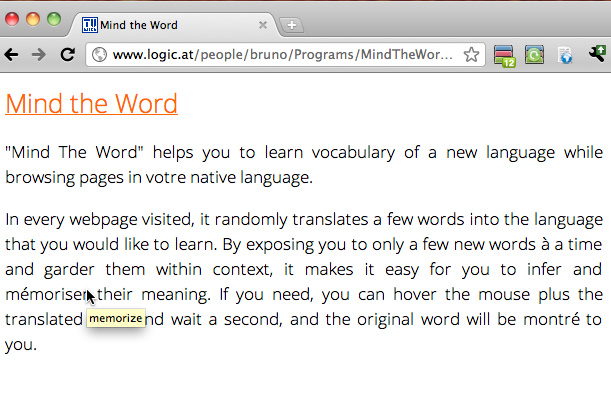 Mind the Word
www.logic.at/people/bruno/Programs/MindTheWor...
12
Mind the Word
"Mind The Word" helps you to learn vocabulary of a new language while
browsing pages in votre native language.
In every webpage visited, it randomly translates a few words into the language
that you would like to learn. By exposing you to only a few new words à a time
and garder them within context, it makes it easy for you to infer and
mémoriser their meaning. If you need, you can hover the mouse plus the
translated nd wait a second, and the original word will be montré to
memorize
you.